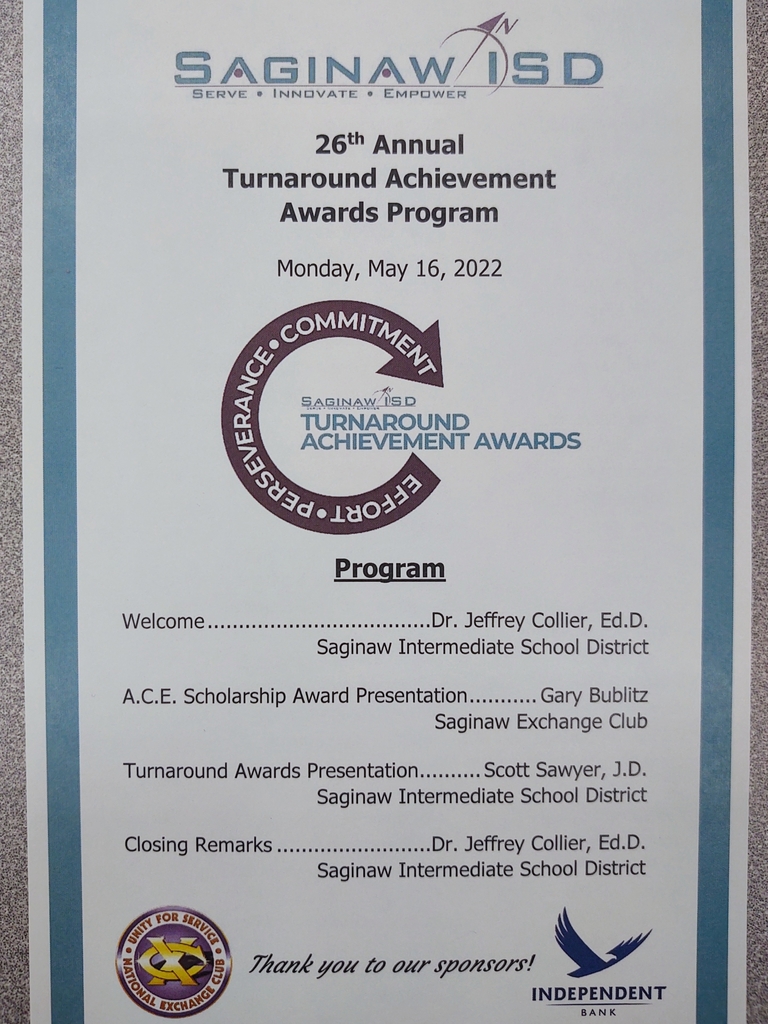 SAGINAW ISD
SERVE • INNOVATE • EMPOWER
26th Annual
Turnaround Achievement
Awards Program
Monday, May 16, 2022
EFFORT • PERSEVERANCE • COMMITMENT
SAGINAW ISD
SERVE • INNOVATE • EMPOWER
TURNAROUND
ACHIEVEMENT AWARDS
Program
Welcome....................................Dr. Jeffrey Collier, Ed.D.
Saginaw Intermediate School District
A.C.E. Scholarship Award Presentation...........Gary Bublitz
Saginaw Exchange Club
Turnaround Awards Presentation..........Scott Sawyer, J.D.
Saginaw Intermediate School District
Closing Remarks.........................Dr. Jeffrey Collier, Ed.D.
Saginaw Intermediate School District
UNITY FOR SERVICE
NATIONAL EXCHANGE CLUB
Thank you to our sponsors!
INDEPENDENT
BANK